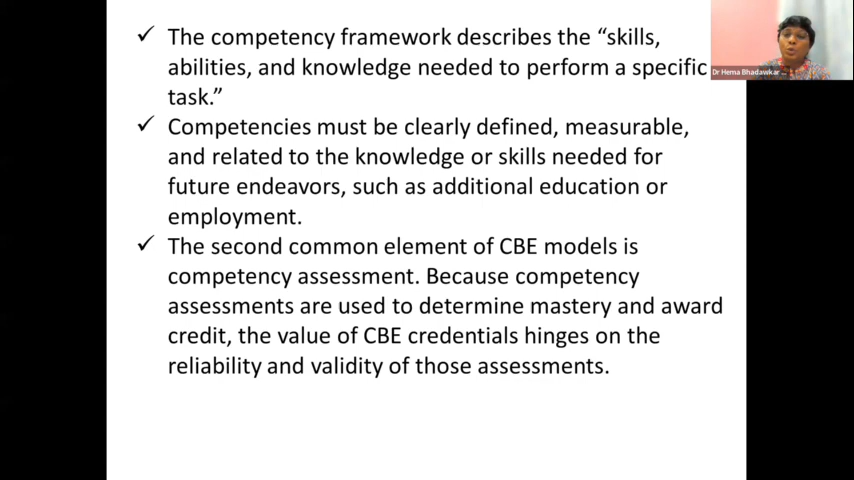 ✓ The competency framework describes the “skills,
abilities, and knowledge needed to perform a specific
task.”
✓ Competencies must be clearly defined, measurable,
and related to the knowledge or skills needed for
future endeavors, such as additional education or
employment.
✓ The second common element of CBE models is
competency assessment. Because competency
assessments are used to determine mastery and award
credit, the value of CBE credentials hinges on the
reliability and validity of those assessments.
Dr Hema Bhadawkar ...